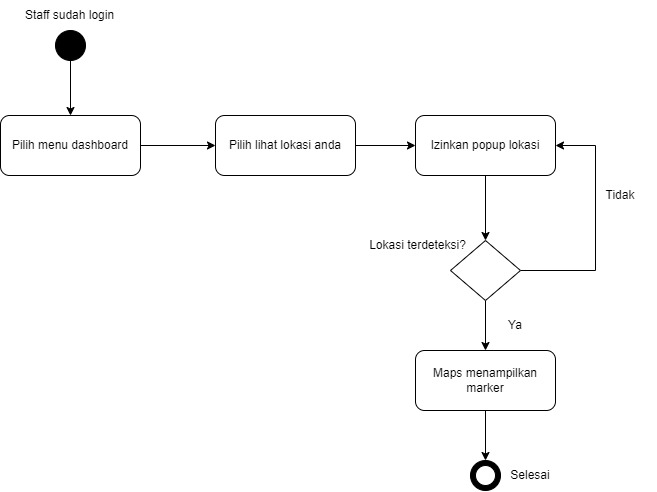 Staff sudah login
Pilih menu dashboard
Pilih lihat lokasi anda
Izinkan popup lokasi
Tidak
Lokasi terdeteksi?
Ya
Maps menampilkan
marker
Selesai